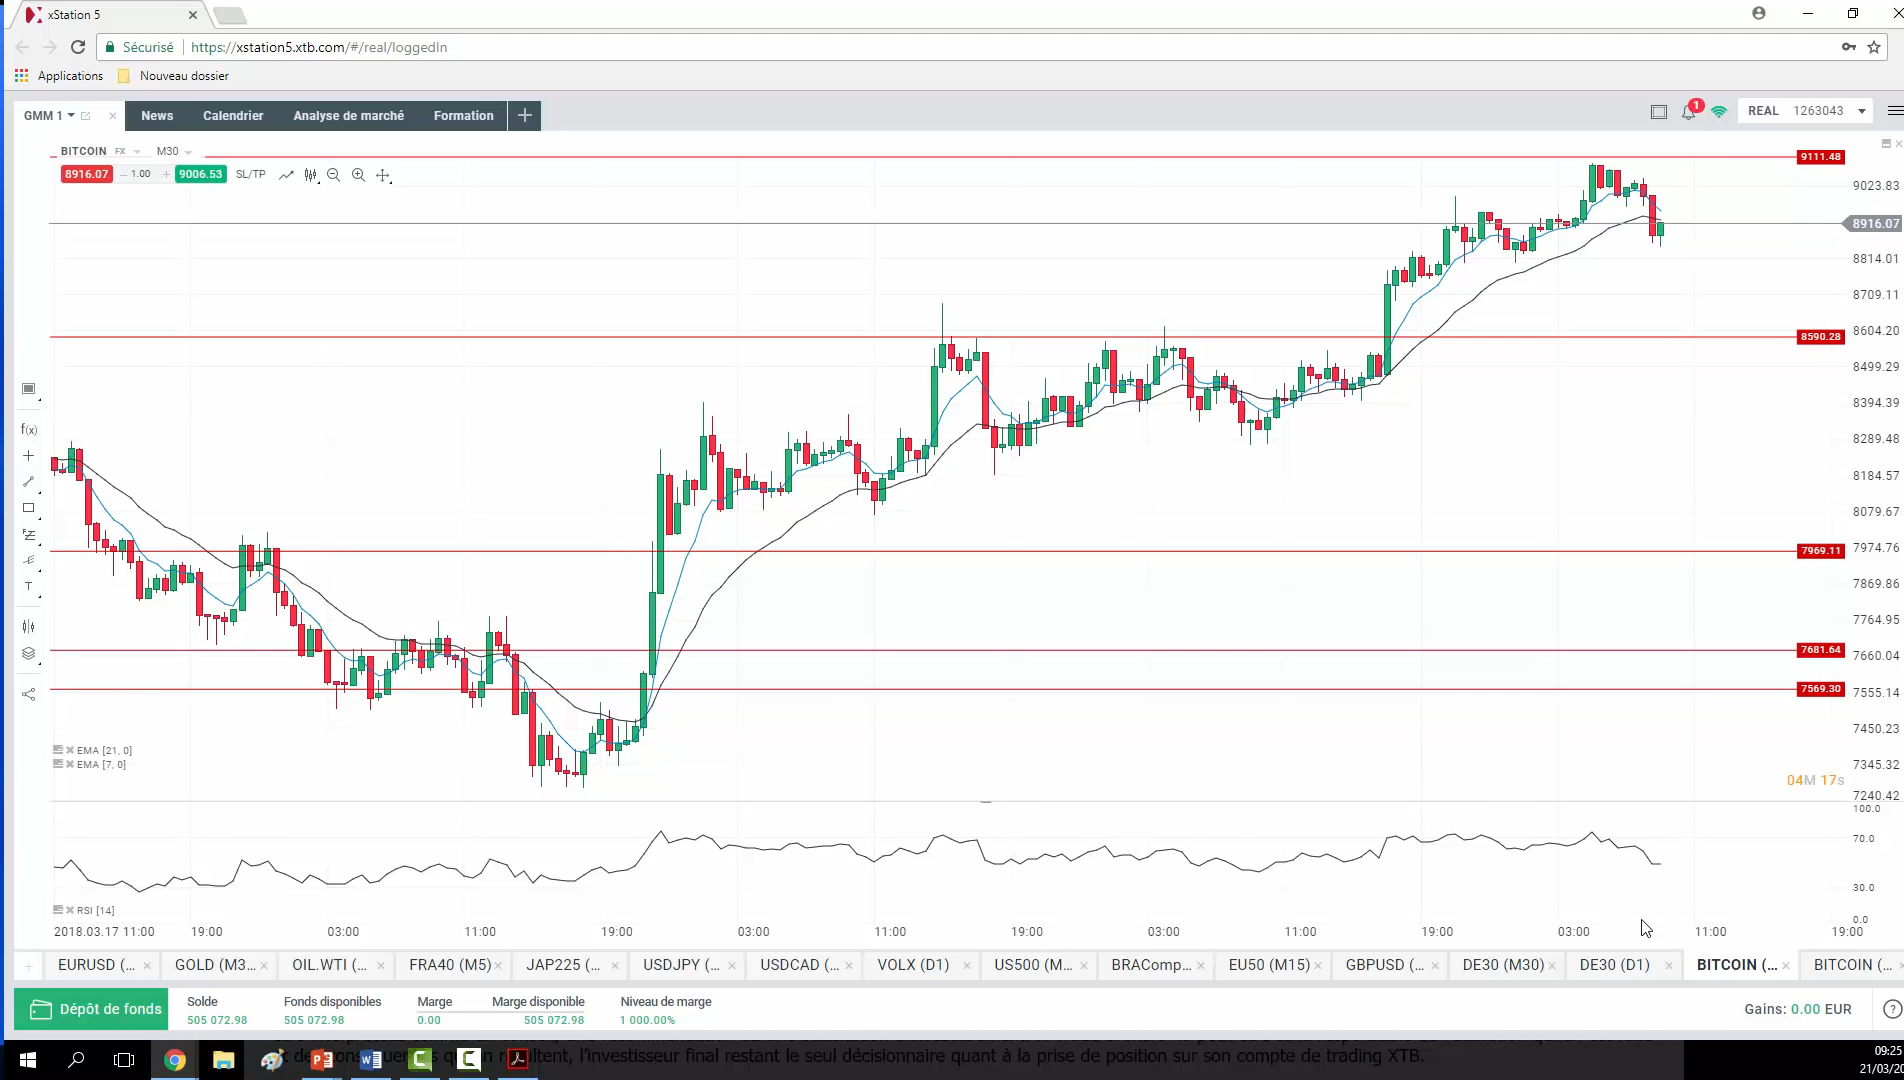 xStation 5
Sécurisé https://xstation5.xtb.com/#/real/loggedIn
Applications Nouveau dossier
GMM 1 News Calendrier Analyse de marché Formation 1 REAL 1263043
BITCOIN FX M30
8916.07 1.00 9006.53 SL/TP
9111.48
9023.83
8916.07
8814.01
8709.11
8604.20
8590.28
8499.29
8394.39
8289.48
8184.57
8079.67
7974.76
7969.11
7869.86
7764.95
7681.64
7660.04
7569.30
7555.14
7450.23
7345.32
7240.42
f(x)
T
EMA [21, 0]
EMA [7, 0]
04M 17s
100.0
70.0
30.0
0.0
RSI [14]
2018.03.17 11:00 19:00 03:00 11:00 19:00 03:00 11:00 19:00 03:00 11:00 19:00 03:00 11:00 19:00
EURUSD (... GOLD (M3... OIL.WTI (... FRA40 (M5) JAP225 (... USDJPY (... USDCAD (... VOLX (D1) US500 (M... BRAComp... EU50 (M15) GBPUSD (... DE30 (M30) DE30 (D1) BITCOIN (... BITCOIN (...
Dépôt de fonds
Solde Fonds disponibles Marge Marge disponible Niveau de marge
505 072.98 505 072.98 0.00 505 072.98 1 000.00%
Gains: 0.00 EUR
l'investisseur final restant le seul décisionnaire quant à la prise de position sur son compte de trading XTB.
09:25
21/03/20